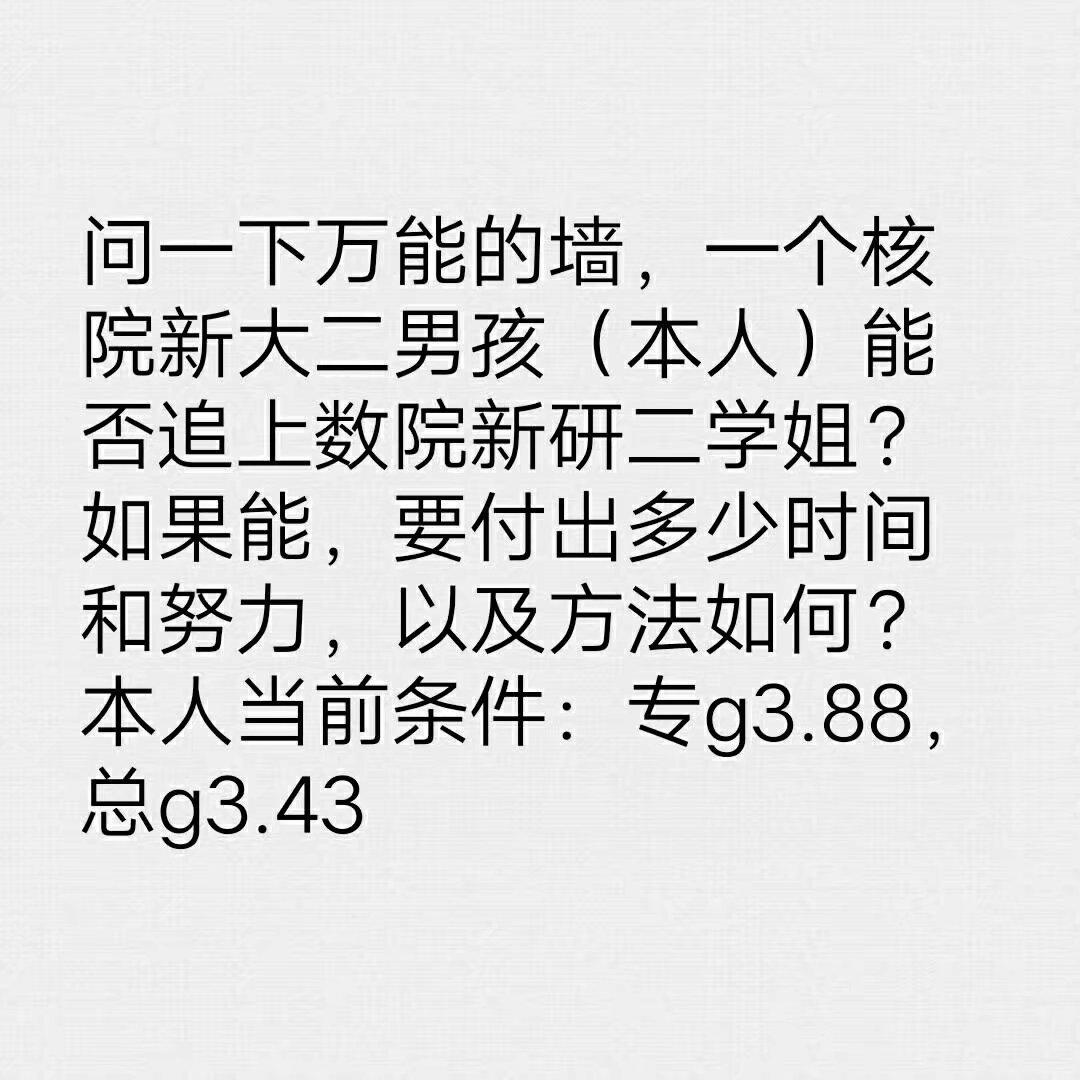 问一下万能的墙，一个核
院新大二男孩（本人）能
否追上数院新研二学姐？
如果能，要付出多少时间
和努力，以及方法如何？
本人当前条件：专g3.88，
总g3.43